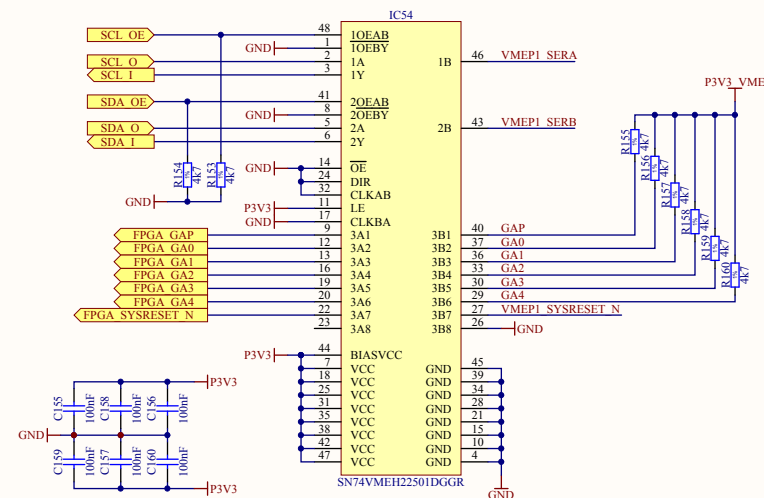 IC54
SCL_OE 48 1OEAB
GND 1 1OEBY
SCL_O 2 1A 1B 46 VMEP1_SERA
SCL_I 3 1Y
P3V3_VME
SDA_OE 41 2OEAB
GND 8 2OEBY
SDA_O 5 2A 2B 43 VMEP1_SERB
SDA_I 6 2Y
R154 1% 4k7
R153 1% 4k7
GND
R155 1% 4k7
R156 1% 4k7
R157 1% 4k7
R158 1% 4k7
R159 1% 4k7
R160 1% 4k7
GND 14 OE
24 DIR
32 CLKAB
P3V3 11 LE
GND 17 CLKBA
FPGA_GAP 9 3A1 3B1 40 GAP
FPGA_GA0 12 3A2 3B2 37 GA0
FPGA_GA1 13 3A3 3B3 36 GA1
FPGA_GA2 16 3A4 3B4 33 GA2
FPGA_GA3 19 3A5 3B5 30 GA3
FPGA_GA4 20 3A6 3B6 29 GA4
FPGA_SYSRESET_N 22 3A7 3B7 27 VMEP1_SYSRESET_N
23 3A8 3B8 26 GND
P3V3 44 BIASVCC
7 VCC GND 45
18 VCC GND 39
25 VCC GND 34
31 VCC GND 28
35 VCC GND 21
38 VCC GND 15
42 VCC GND 10
47 VCC GND 4
SN74VMEH22501DGGR
GND
P3V3
C155 100nF
C158 100nF
C156 100nF
GND
C159 100nF
C157 100nF
C160 100nF
P3V3